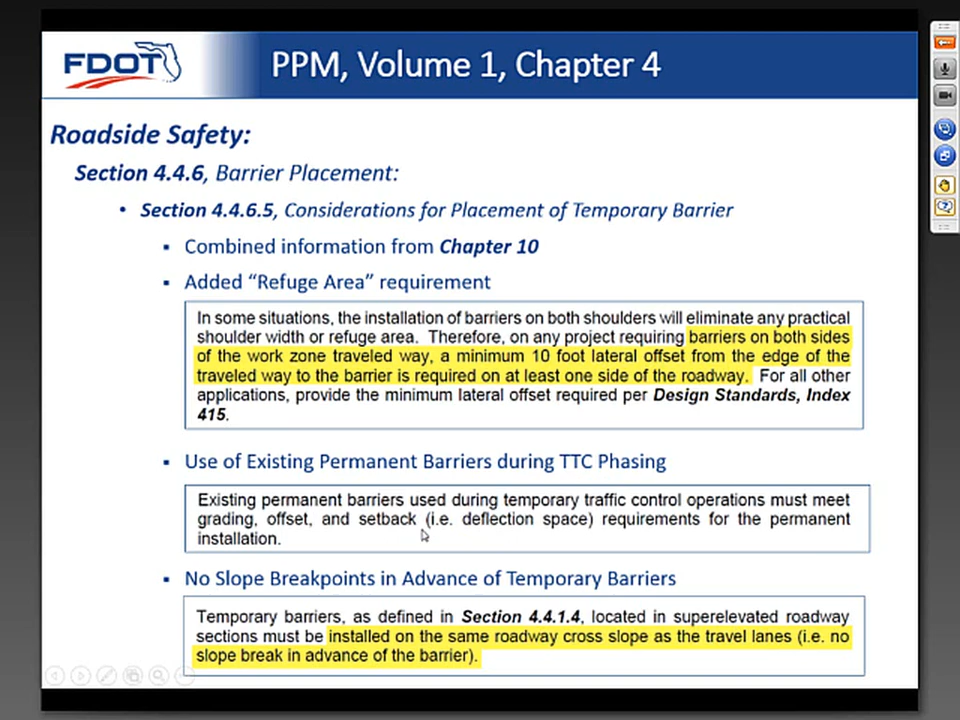 FDOT
PPM, Volume 1, Chapter 4
Roadside Safety:
Section 4.4.6, Barrier Placement:
• Section 4.4.6.5, Considerations for Placement of Temporary Barrier
▪ Combined information from Chapter 10
▪ Added “Refuge Area” requirement
In some situations, the installation of barriers on both shoulders will eliminate any practical
shoulder width or refuge area. Therefore, on any project requiring barriers on both sides
of the work zone traveled way, a minimum 10 foot lateral offset from the edge of the
traveled way to the barrier is required on at least one side of the roadway. For all other
applications, provide the minimum lateral offset required per Design Standards, Index
415.
▪ Use of Existing Permanent Barriers during TTC Phasing
Existing permanent barriers used during temporary traffic control operations must meet
grading, offset, and setback (i.e. deflection space) requirements for the permanent
installation.
▪ No Slope Breakpoints in Advance of Temporary Barriers
Temporary barriers, as defined in Section 4.4.1.4, located in superelevated roadway
sections must be installed on the same roadway cross slope as the travel lanes (i.e. no
slope break in advance of the barrier).